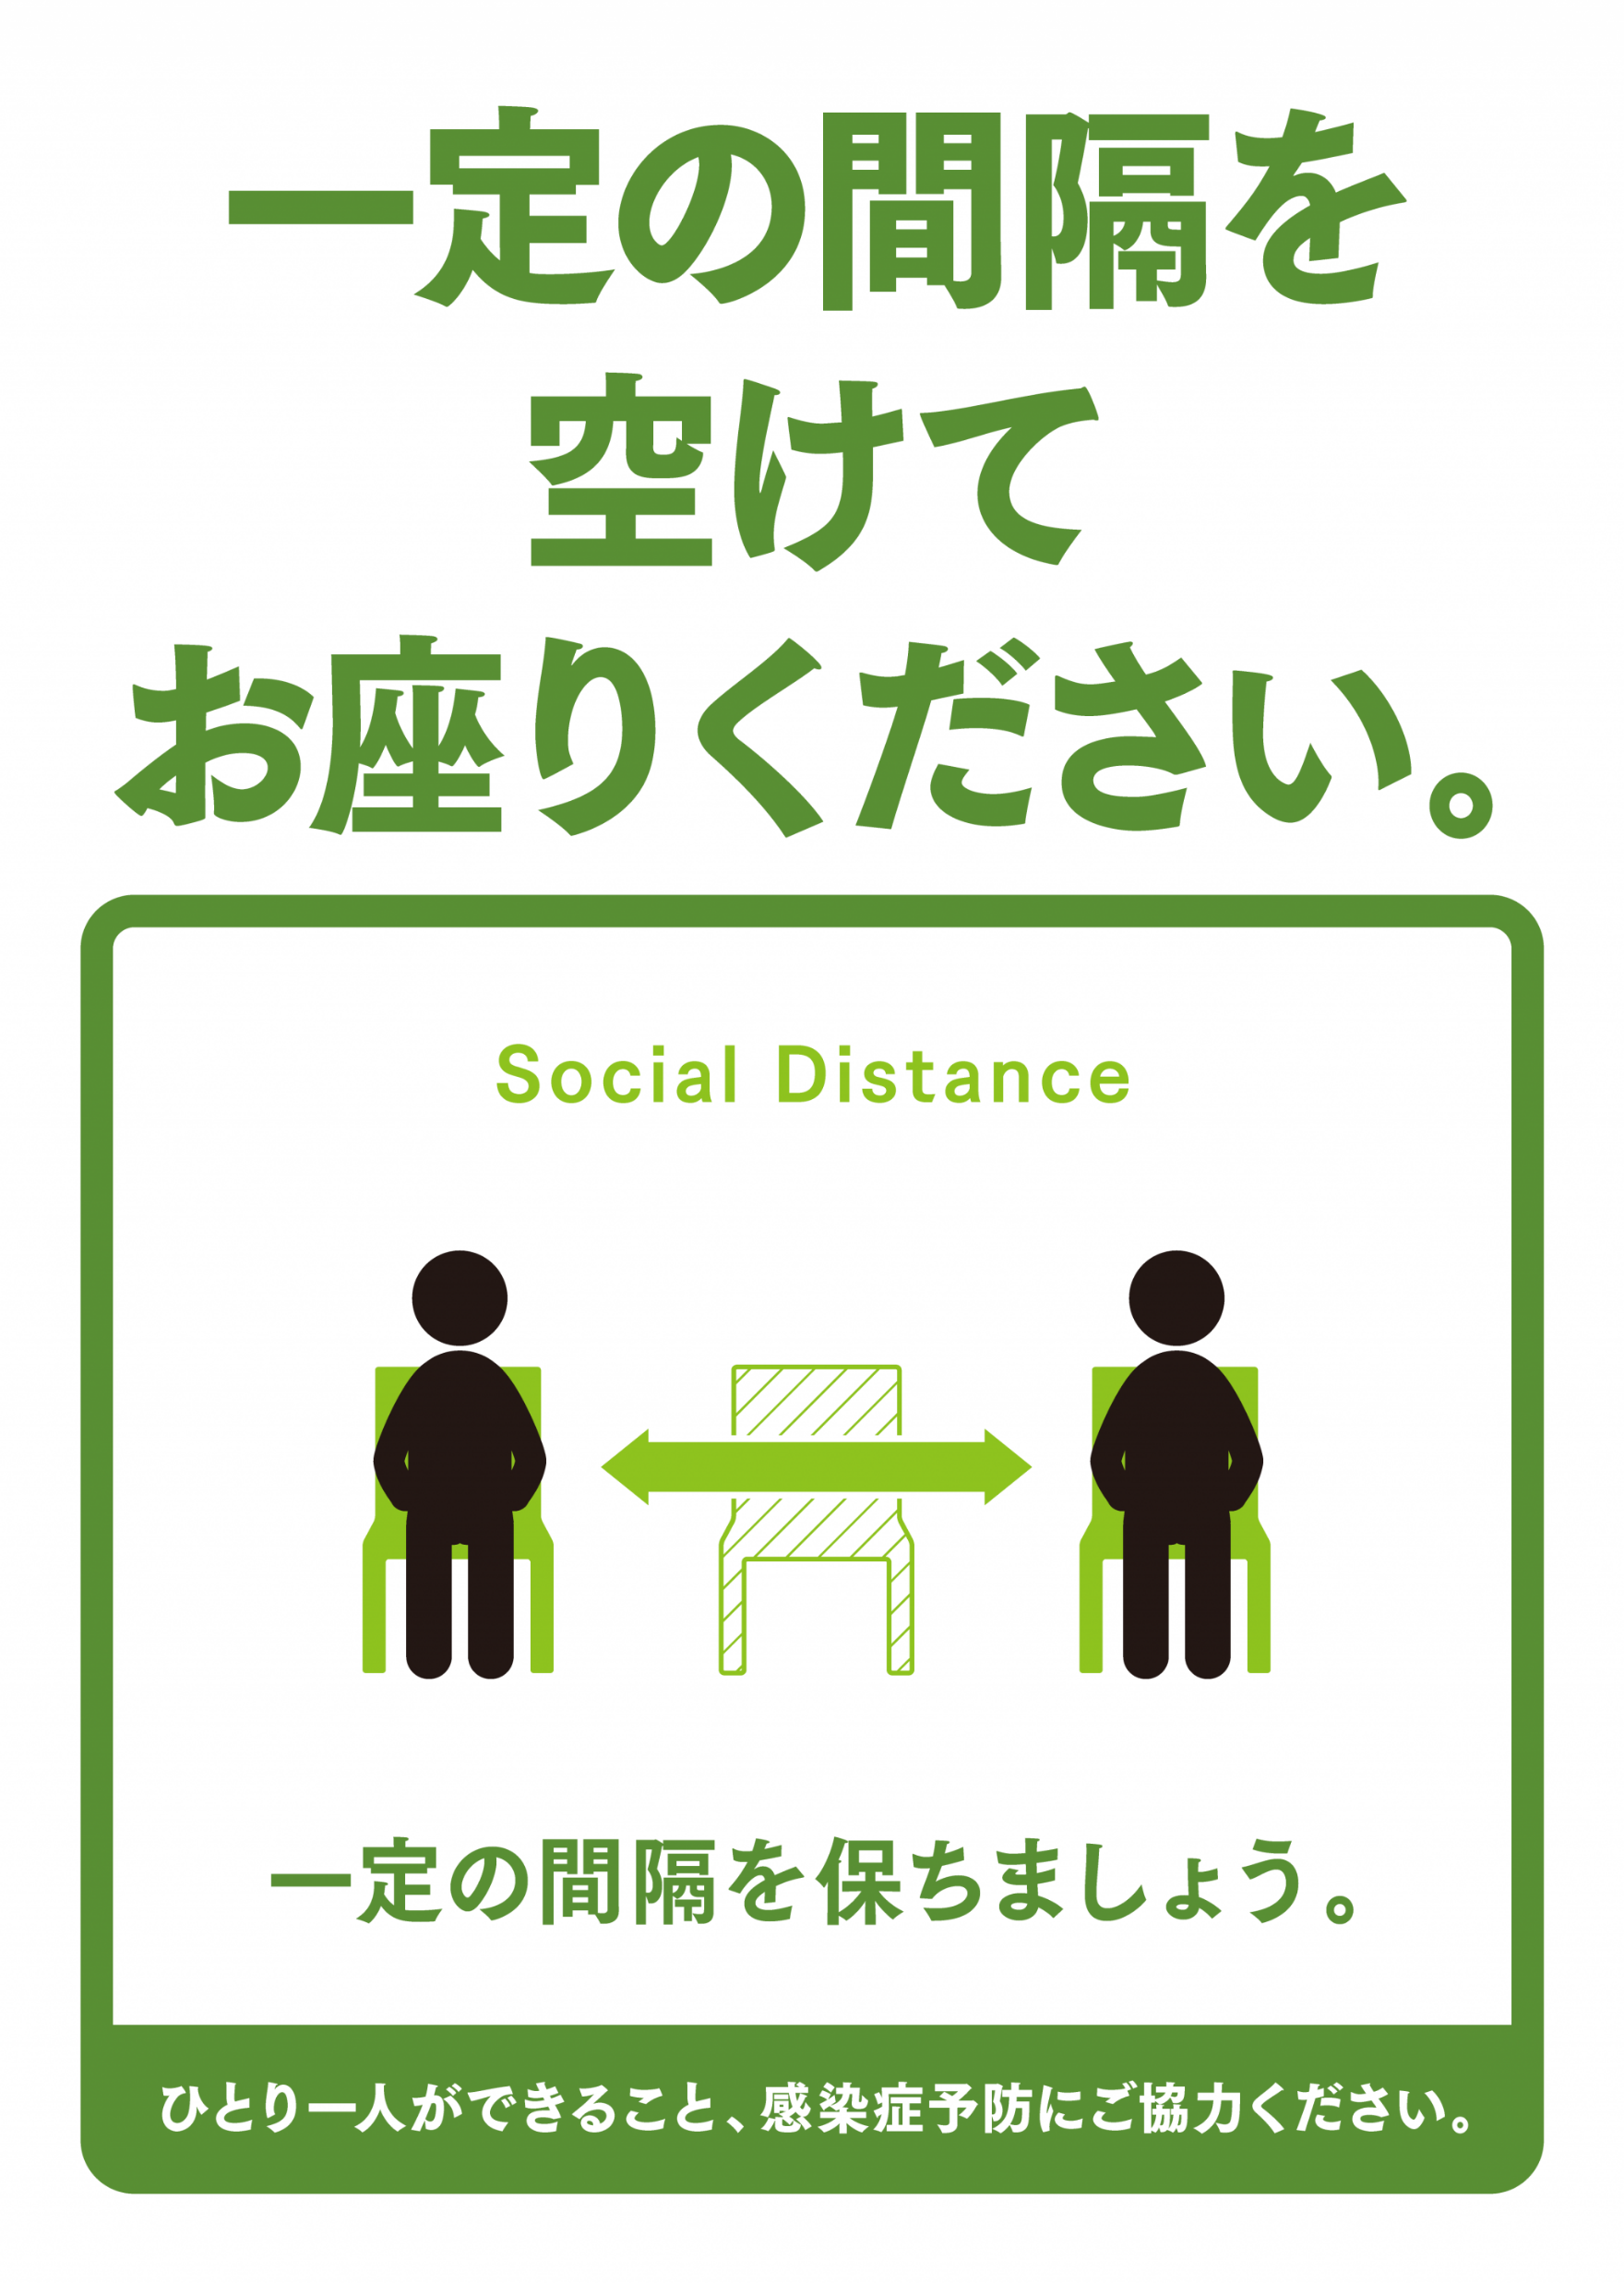 一定の間隔を
空けて
お座りください。
Social Distance
一定の間隔を保ちましょう。
ひとり一人ができること、感染症予防にご協力ください。